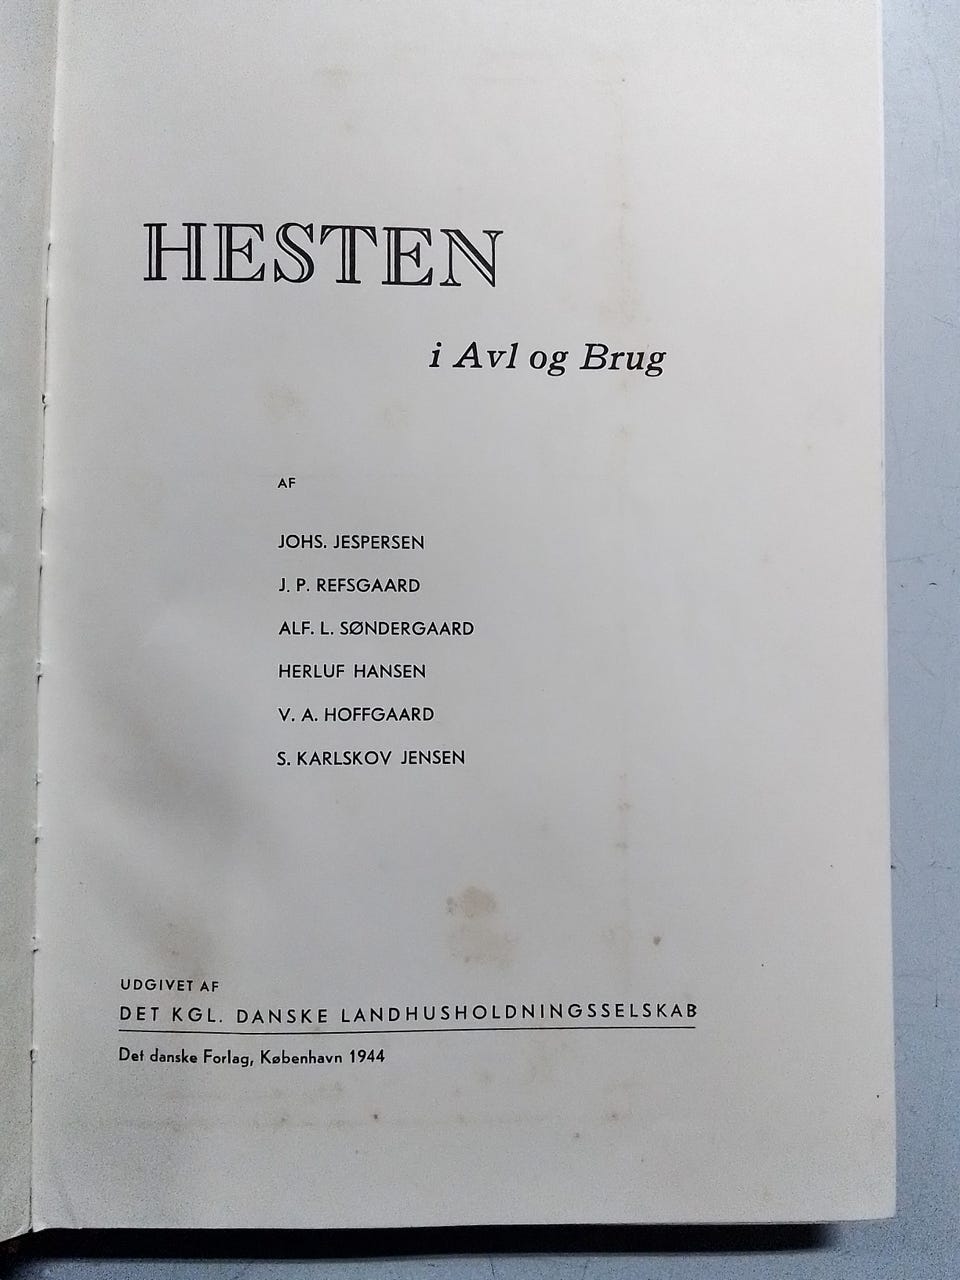 HESTEN
i Avl og Brug
AF
JOHS. JESPERSEN
J. P. REFSGAARD
ALF. L. SØNDERGAARD
HERLUF HANSEN
V. A. HOFFGAARD
S. KARLSKOV JENSEN
UDGIVET AF
DET KGL. DANSKE LANDHUSHOLDNINGSSELSKAB
Det danske Forlag, København 1944